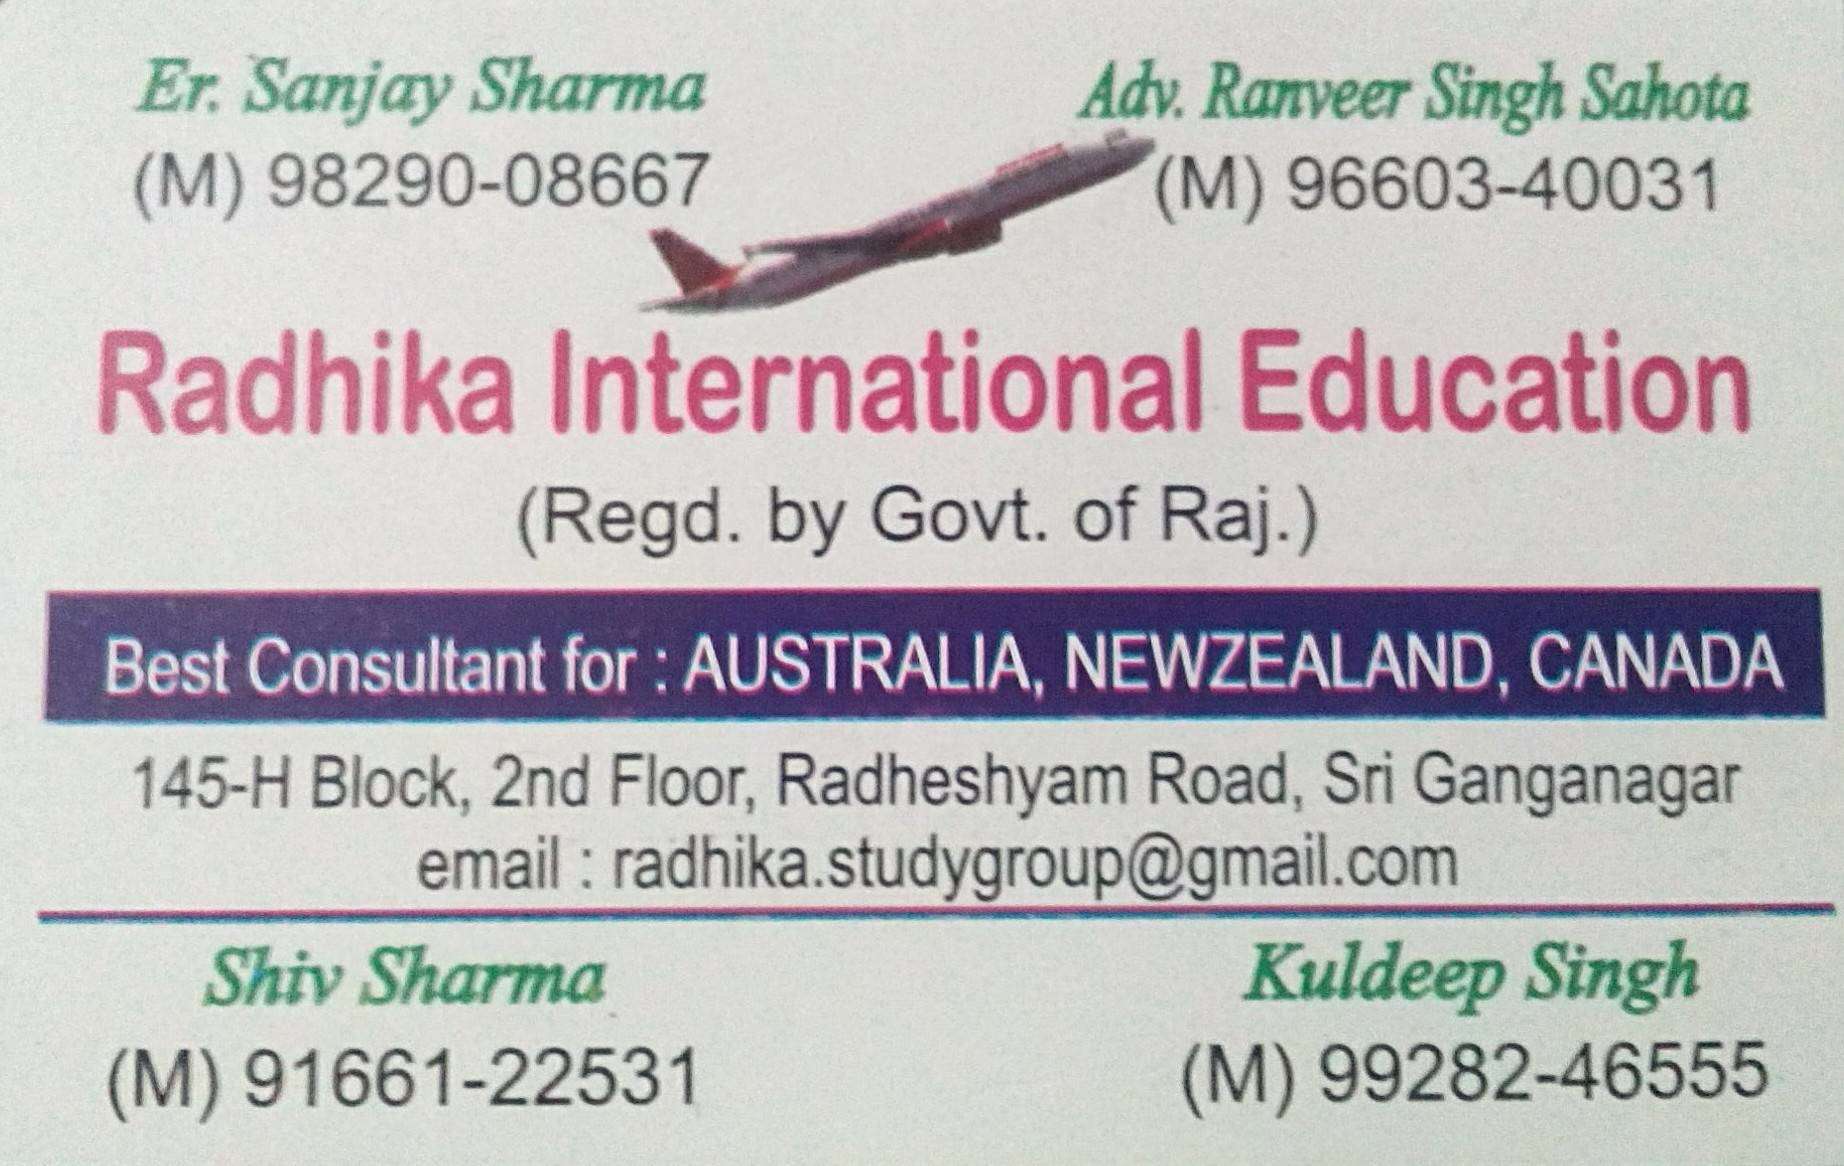 Er. Sanjay Sharma
(M) 98290-08667
Adv. Ranveer Singh Sahota
(M) 96603-40031
Radhika International Education
(Regd. by Govt. of Raj.)
Best Consultant for : AUSTRALIA, NEWZEALAND, CANADA
145-H Block, 2nd Floor, Radheshyam Road, Sri Ganganagar
email : radhika.studygroup@gmail.com
Shiv Sharma
(M) 91661-22531
Kuldeep Singh
(M) 99282-46555